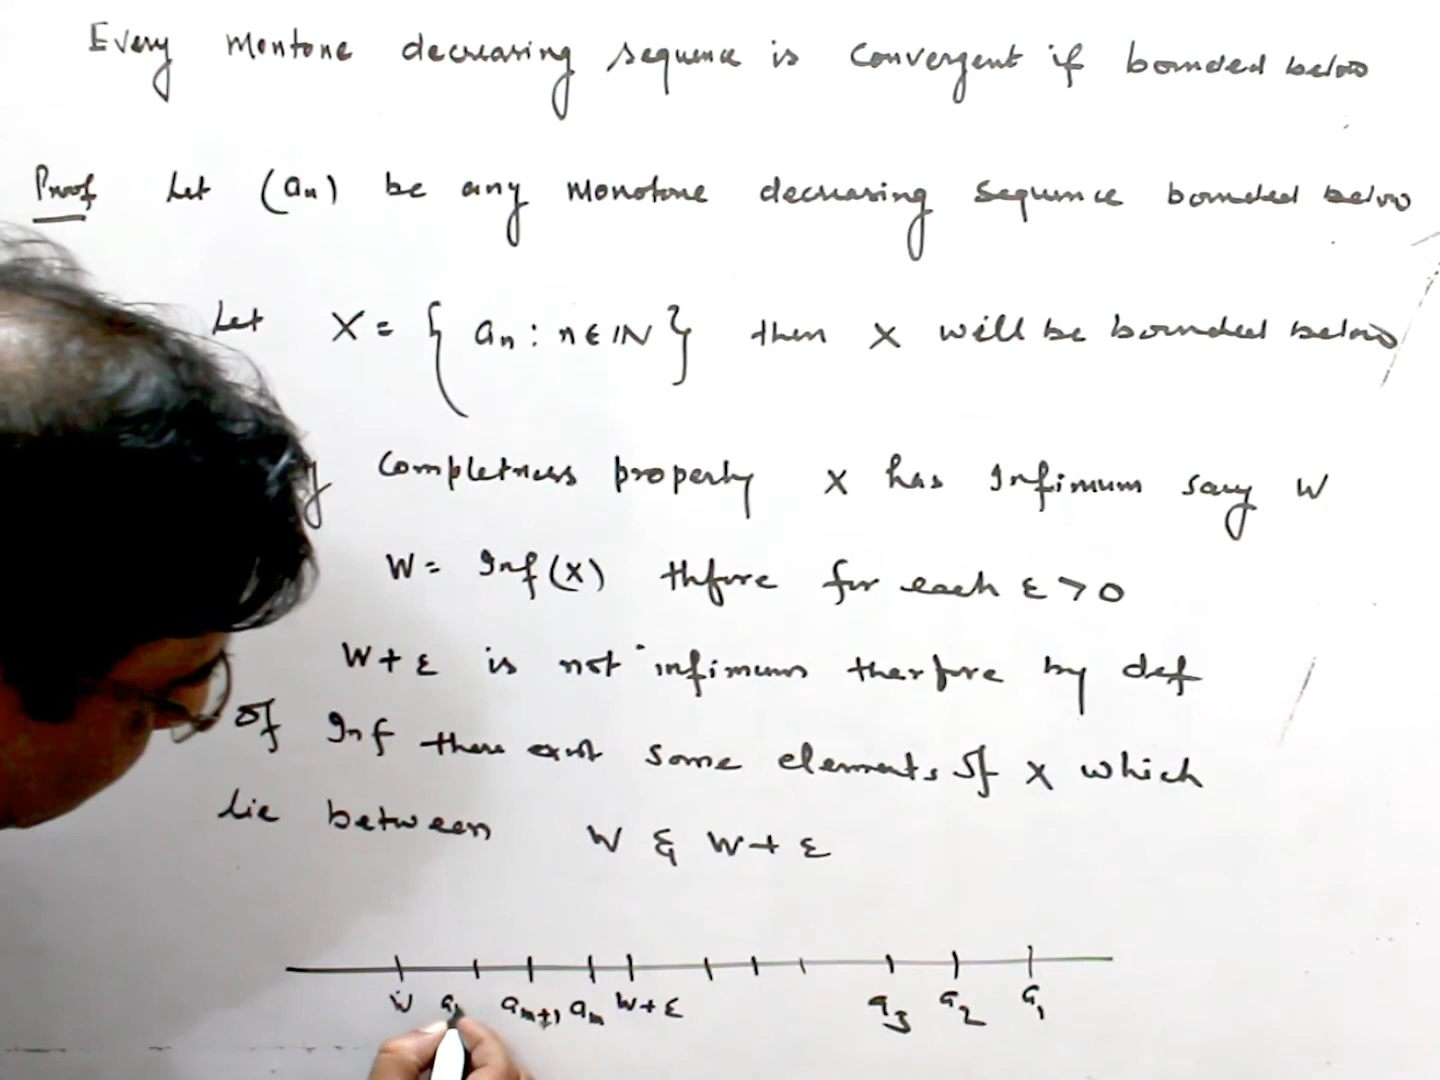 Every Montone decreasing sequence is Convergent if bounded below
Proof Let (aₙ) be any Monotone decreasing sequence bounded below
Let X = { aₙ : n ∈ IN } then X will be bounded below
Completness property X has Infimum say W
W = Inf(X) thfore for each ε > 0
W + ε is not infimum therfore by def
of Inf there exist some elements of X which
lie between W & W + ε
W aₘ₊₁ aₘ W+ε a₃ a₂ a₁